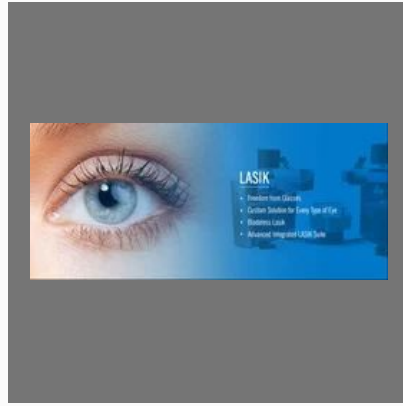 LASIK
• Freedom from Glasses
• Custom Solution for Every Type of Eye
• Bladeless Lasik
• Advanced Integrated LASIK Suite